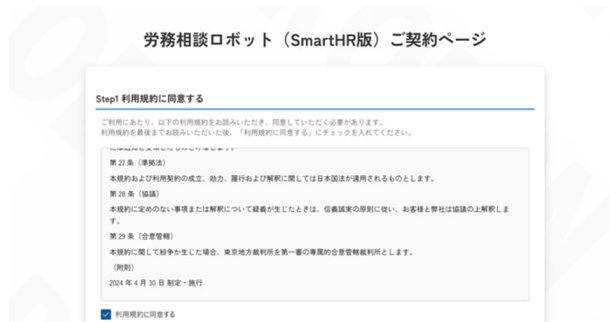 労務相談ロボット（SmartHR版）ご契約ページ
Step1 利用規約に同意する
ご利用にあたり、以下の利用規約をお読みいただき、同意していただく必要があります。
利用規約を最後までお読みいただいた後、「利用規約に同意する」にチェックを入れてください。
第 27 条（準拠法）
本規約および利用契約の成立、効力、履行および解釈に関しては日本国法が適用されるものとします。
第 28 条（協議）
本規約に定めのない事項または解釈について疑義が生じたときは、信義誠実の原則に従い、お客様と弊社は協議の上解釈しま
す。
第 29 条（合意管轄）
本規約に関して紛争が生じた場合、東京地方裁判所を第一審の専属的合意管轄裁判所とします。
（附則）
2024 年 4 月 30 日 制定・施行
利用規約に同意する